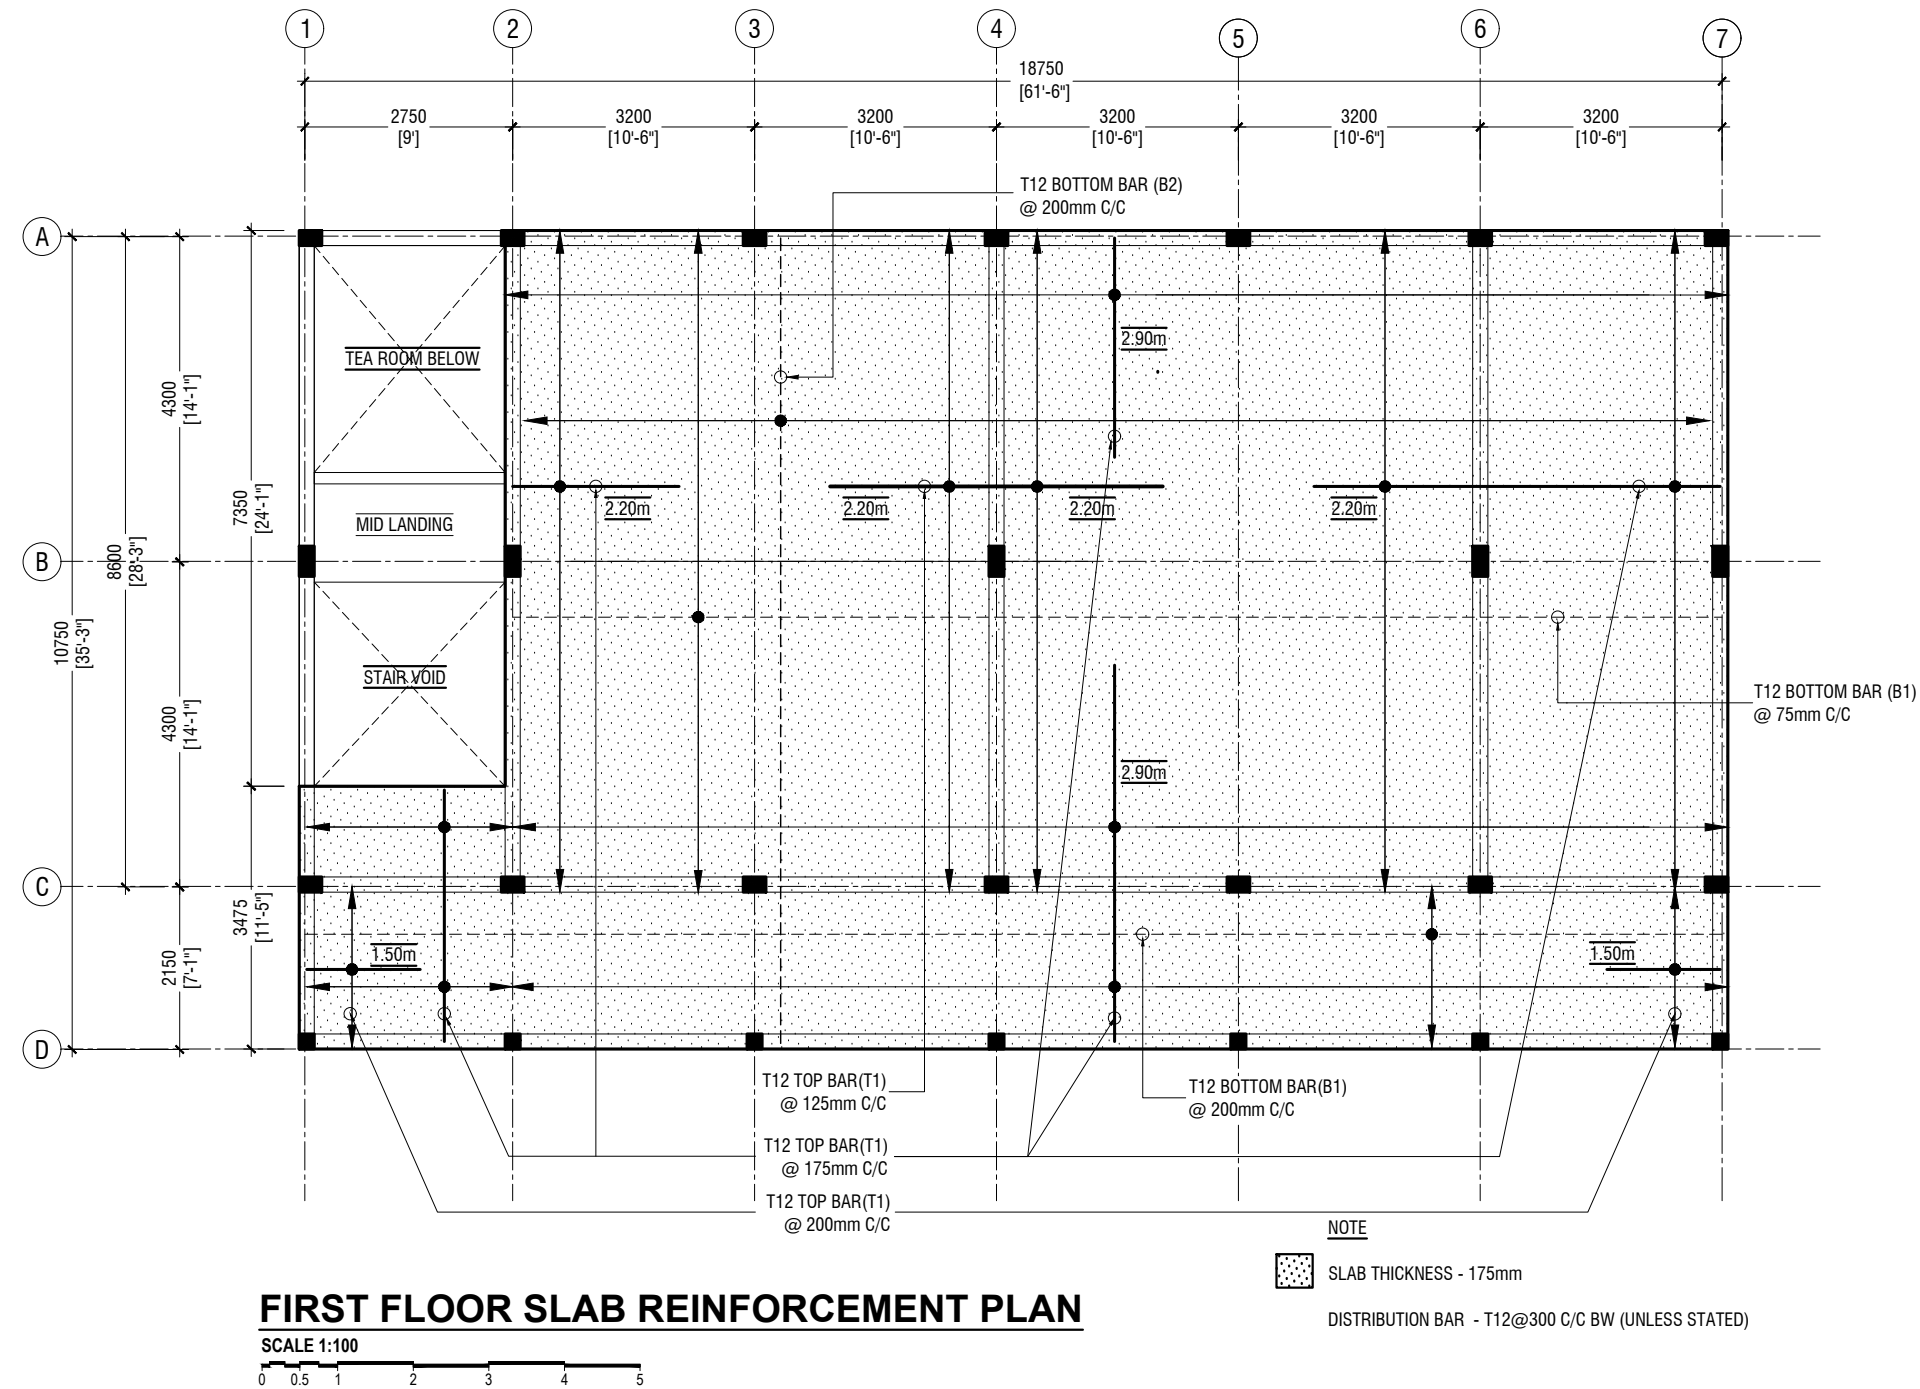 1
2
3
4
5
6
7
18750
[61'-6"]
2750
[9']
3200
[10'-6"]
3200
[10'-6"]
3200
[10'-6"]
3200
[10'-6"]
3200
[10'-6"]
T12 BOTTOM BAR (B2)
@ 200mm C/C
A
B
C
D
4300
[14'-1"]
4300
[14'-1"]
2150
[7'-1"]
8600
[28'-3"]
10750
[35'-3"]
7350
[24'-1"]
3475
[11'-5"]
TEA ROOM BELOW
MID LANDING
STAIR VOID
2.90m
2.20m
2.20m
2.20m
2.20m
2.90m
1.50m
1.50m
T12 BOTTOM BAR (B1)
@ 75mm C/C
T12 TOP BAR(T1)
@ 125mm C/C
T12 BOTTOM BAR(B1)
@ 200mm C/C
T12 TOP BAR(T1)
@ 175mm C/C
T12 TOP BAR(T1)
@ 200mm C/C
NOTE
SLAB THICKNESS - 175mm
DISTRIBUTION BAR - T12@300 C/C BW (UNLESS STATED)
FIRST FLOOR SLAB REINFORCEMENT PLAN
SCALE 1:100
0 0.5 1 2 3 4 5